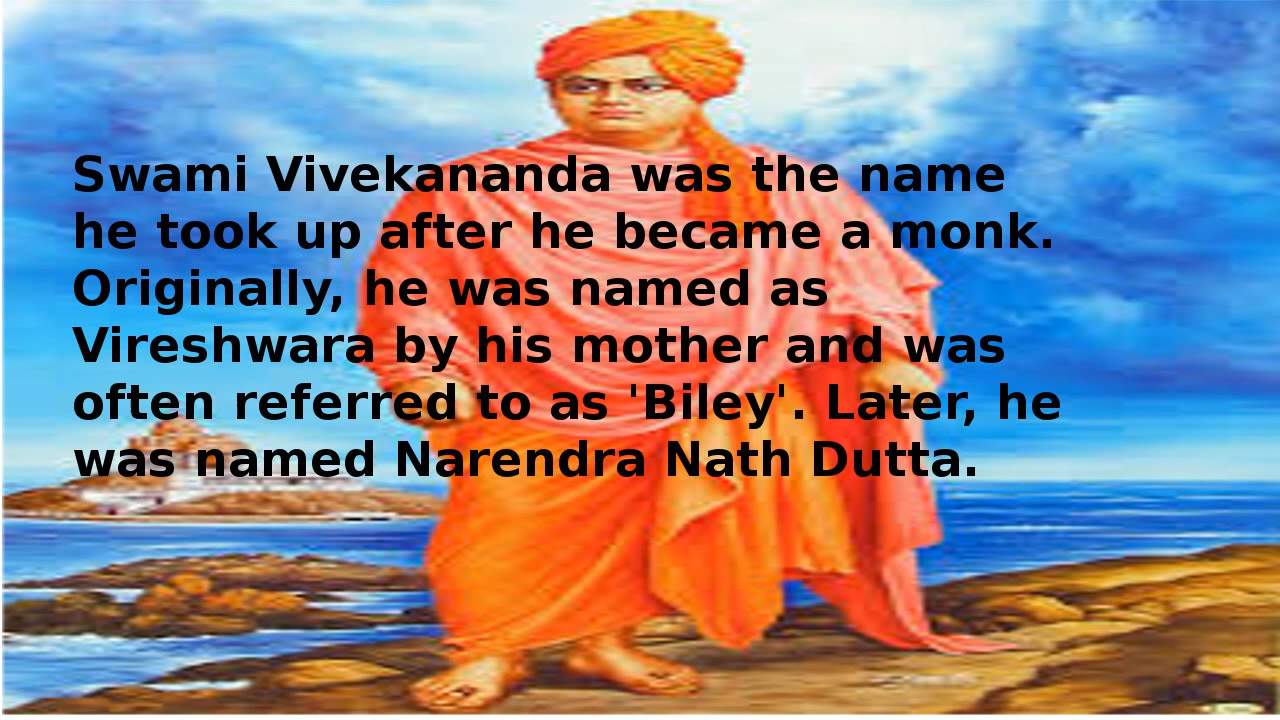 Swami Vivekananda was the name
he took up after he became a monk.
Originally, he was named as
Vireshwara by his mother and was
often referred to as 'Biley'. Later, he
was named Narendra Nath Dutta.